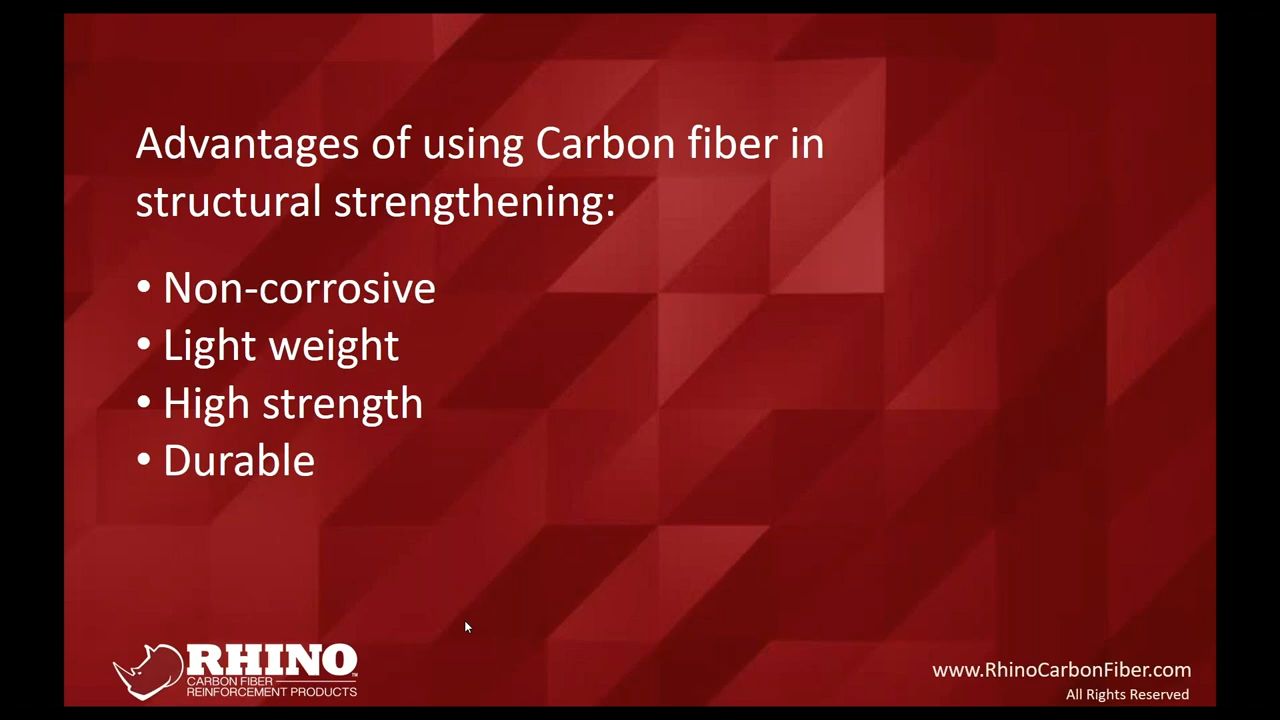 Advantages of using Carbon fiber in
structural strengthening:
• Non-corrosive
• Light weight
• High strength
• Durable
RHINO™
CARBON FIBER
REINFORCEMENT PRODUCTS
www.RhinoCarbonFiber.com
All Rights Reserved